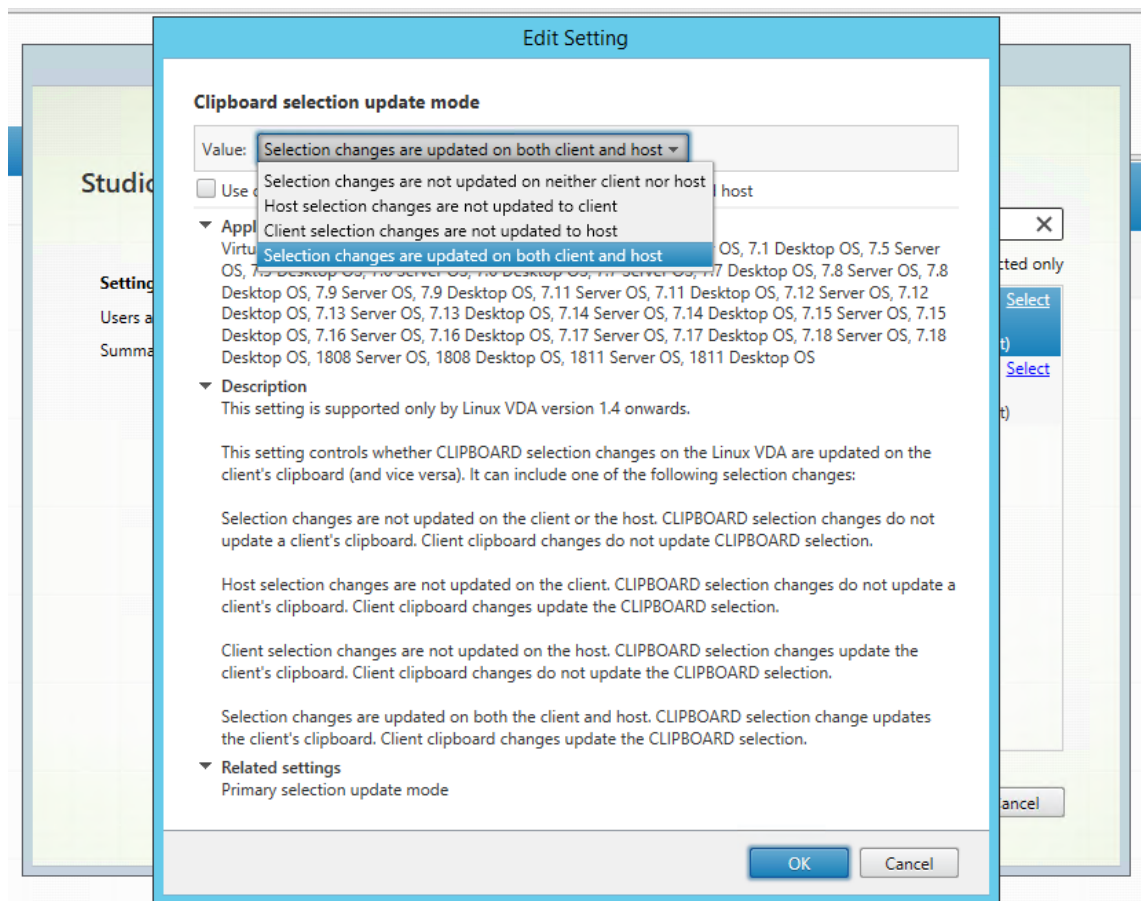 Edit Setting
Clipboard selection update mode
Value: Selection changes are updated on both client and host
Selection changes are not updated on neither client nor host
Use host
Host selection changes are not updated to client
Client selection changes are not updated to host
Selection changes are updated on both client and host
OS, 7.1 Desktop OS, 7.5 Server
Desktop OS, 7.8 Server OS, 7.8
Desktop OS, 7.9 Server OS, 7.9 Desktop OS, 7.11 Server OS, 7.11 Desktop OS, 7.12 Server OS, 7.12
Desktop OS, 7.13 Server OS, 7.13 Desktop OS, 7.14 Server OS, 7.14 Desktop OS, 7.15 Server OS, 7.15
Desktop OS, 7.16 Server OS, 7.16 Desktop OS, 7.17 Server OS, 7.17 Desktop OS, 7.18 Server OS, 7.18
Desktop OS, 1808 Server OS, 1808 Desktop OS, 1811 Server OS, 1811 Desktop OS
Description
This setting is supported only by Linux VDA version 1.4 onwards.
This setting controls whether CLIPBOARD selection changes on the Linux VDA are updated on the
client's clipboard (and vice versa). It can include one of the following selection changes:
Selection changes are not updated on the client or the host. CLIPBOARD selection changes do not
update a client's clipboard. Client clipboard changes do not update CLIPBOARD selection.
Host selection changes are not updated on the client. CLIPBOARD selection changes do not update a
client's clipboard. Client clipboard changes update the CLIPBOARD selection.
Client selection changes are not updated on the host. CLIPBOARD selection changes update the
client's clipboard. Client clipboard changes do not update the CLIPBOARD selection.
Selection changes are updated on both the client and host. CLIPBOARD selection change updates
the client's clipboard. Client clipboard changes update the CLIPBOARD selection.
Related settings
Primary selection update mode
OK
Cancel
Studio
Setting
Users a
Summa
cted only
Select
t)
Select
t)
ancel